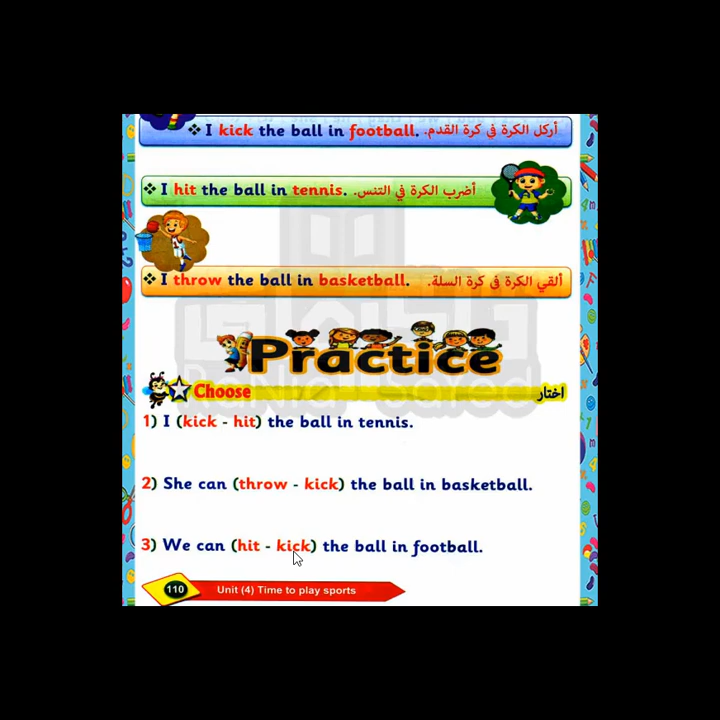 ❖ I kick the ball in football. أركل الكرة في كرة القدم.
❖ I hit the ball in tennis. أضرب الكرة في التنس.
❖ I throw the ball in basketball. ألقي الكرة في كرة السلة.
Practice
Choose اختار
1) I (kick - hit) the ball in tennis.
2) She can (throw - kick) the ball in basketball.
3) We can (hit - kick) the ball in football.
110 Unit (4) Time to play sports